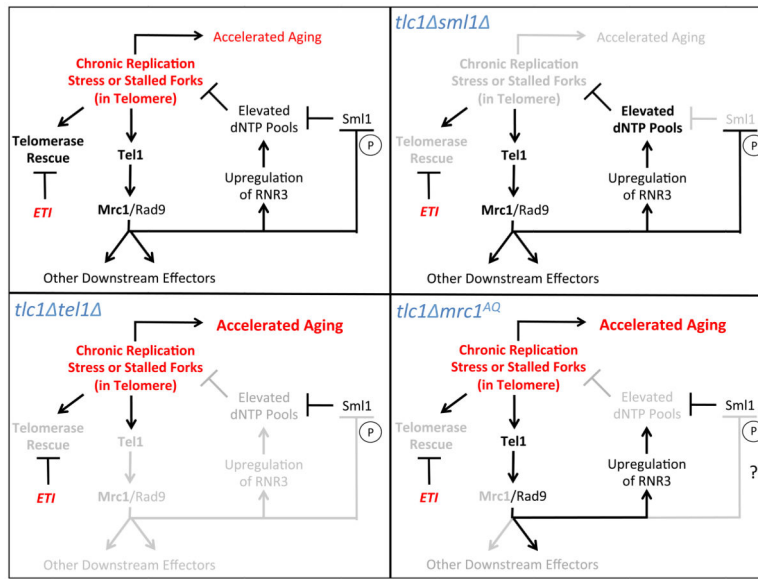 Accelerated Aging
Chronic Replication
Stress or Stalled Forks
(in Telomere)
Elevated
dNTP Pools
Sml1
P
Telomerase
Rescue
Tel1
Upregulation
of RNR3
ETI
Mrc1/Rad9
Other Downstream Effectors
tlc1Δsml1Δ
Accelerated Aging
Chronic Replication
Stress or Stalled Forks
(in Telomere)
Elevated
dNTP Pools
Sml1
P
Telomerase
Rescue
Tel1
Upregulation
of RNR3
ETI
Mrc1/Rad9
Other Downstream Effectors
tlc1Δtel1Δ
Accelerated Aging
Chronic Replication
Stress or Stalled Forks
(in Telomere)
Elevated
dNTP Pools
Sml1
P
Telomerase
Rescue
Tel1
Upregulation
of RNR3
ETI
Mrc1/Rad9
Other Downstream Effectors
tlc1Δmrc1AQ
Accelerated Aging
Chronic Replication
Stress or Stalled Forks
(in Telomere)
Elevated
dNTP Pools
Sml1
P
Telomerase
Rescue
Tel1
Upregulation
of RNR3
?
ETI
Mrc1/Rad9
Other Downstream Effectors